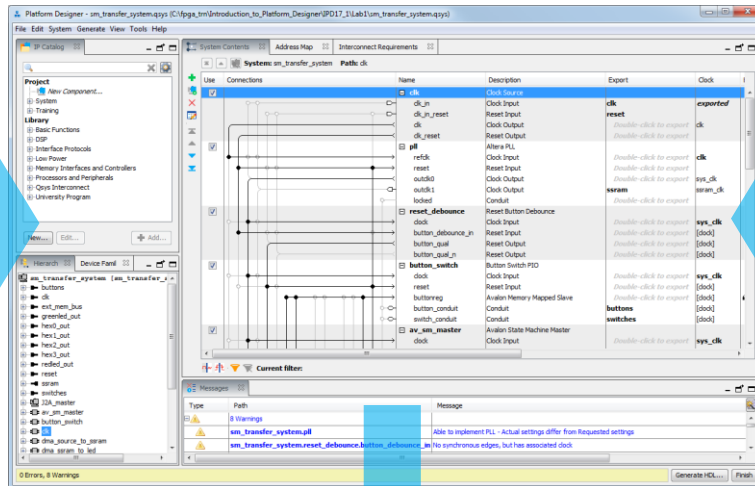 Platform Designer - sm_transfer_system.qsys (C:\fpga_trn\Introduction_to_Platform_Designer\IPD17_1\Lab1\sm_transfer_system.qsys)
File Edit System Generate View Tools Help
IP Catalog
Project
New Component...
System
Training
Library
Basic Functions
DSP
Interface Protocols
Low Power
Memory Interfaces and Controllers
Processors and Peripherals
Qsys Interconnect
University Program
New... Edit... Add...
Hierarch Device Famil
sm_transfer_system [sm_transfer_s
buttons
clk
ext_mem_bus
greenled_out
hex0_out
hex1_out
hex2_out
hex3_out
redled_out
reset
ssram
switches
J2A_master
av_sm_master
button_switch
clk
dma_source_to_ssram
dma_ssram_to_led
System Contents Address Map Interconnect Requirements
System: sm_transfer_system Path: clk
Use Connections Name Description Export Clock
clk Clock Source
clk_in Clock Input clk exported
clk_in_reset Reset Input reset
clk Clock Output Double-click to export clk
clk_reset Reset Output Double-click to export
pll Altera PLL
refclk Clock Input Double-click to export clk
reset Reset Input Double-click to export
outclk0 Clock Output Double-click to export sys_clk
outclk1 Clock Output ssram ssram_clk
locked Conduit Double-click to export
reset_debounce Reset Button Debounce
clock Clock Input Double-click to export sys_clk
button_debounce_in Reset Input Double-click to export [clock]
button_qual Reset Output Double-click to export [clock]
button_qual_n Reset Output Double-click to export [clock]
button_switch Button Switch PIO
clock Clock Input Double-click to export sys_clk
reset Reset Input Double-click to export [clock]
buttonreg Avalon Memory Mapped Slave Double-click to export [clock]
button_conduit Conduit buttons [clock]
switch_conduit Conduit switches [clock]
av_sm_master Avalon State Machine Master
clock Clock Input Double-click to export sys_clk
Current filter:
Messages
Type Path Message
8 Warnings
sm_transfer_system.pll Able to implement PLL - Actual settings differ from Requested settings
sm_transfer_system.reset_debounce.button_debounce_in No synchronous edges, but has associated clock
0 Errors, 8 Warnings
Generate HDL... Finish